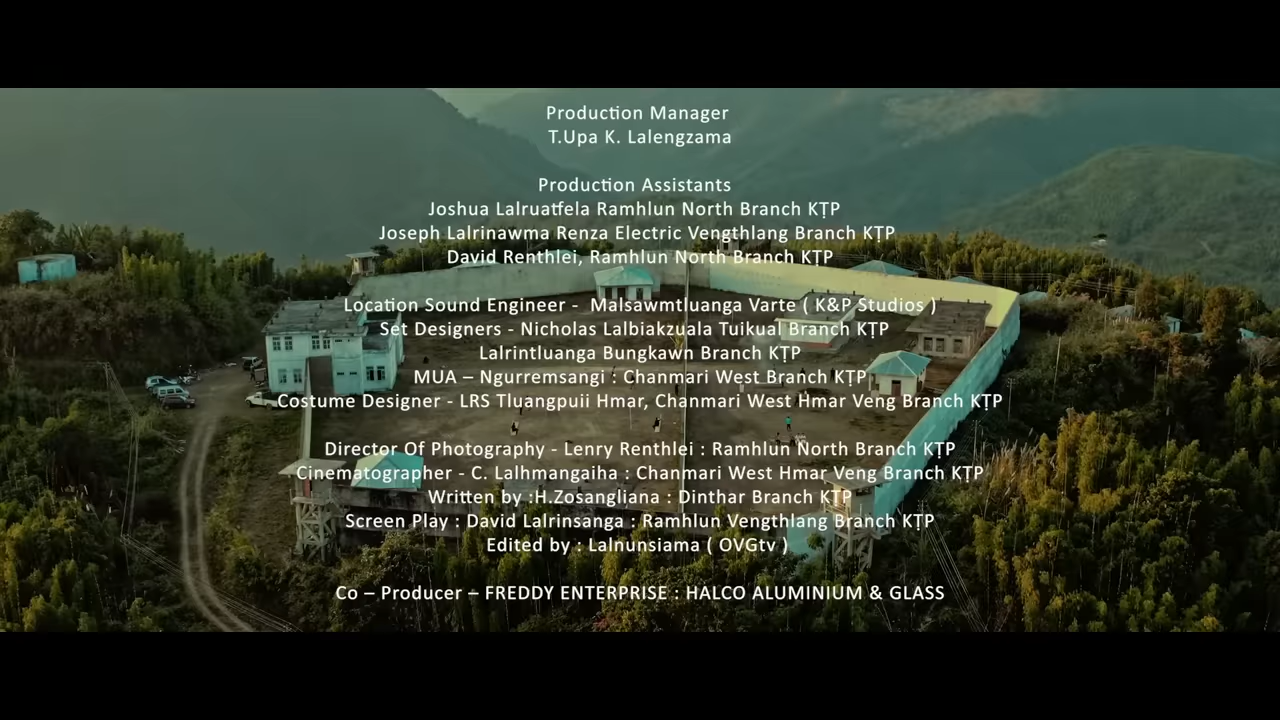 Production Manager
T.Upa K. Lalengzama
Production Assistants
Joshua Lalruatfela Ramhlun North Branch KṬP
Joseph Lalrinawma Renza Electric Vengthlang Branch KṬP
David Renthlei, Ramhlun North Branch KṬP
Location Sound Engineer - Malsawmtluanga Varte ( K&P Studios )
Set Designers - Nicholas Lalbiakzuala Tuikual Branch KṬP
Lalrintluanga Bungkawn Branch KṬP
MUA – Ngurremsangi : Chanmari West Branch KṬP
Costume Designer - LRS Tluangpuii Hmar, Chanmari West Hmar Veng Branch KṬP
Director Of Photography - Lenry Renthlei : Ramhlun North Branch KṬP
Cinematographer - C. Lalhmangaiha : Chanmari West Hmar Veng Branch KṬP
Written by :H.Zosangliana : Dinthar Branch KṬP
Screen Play : David Lalrinsanga : Ramhlun Vengthlang Branch KṬP
Edited by : Lalnunsiama ( OVGtv )
Co – Producer – FREDDY ENTERPRISE : HALCO ALUMINIUM & GLASS